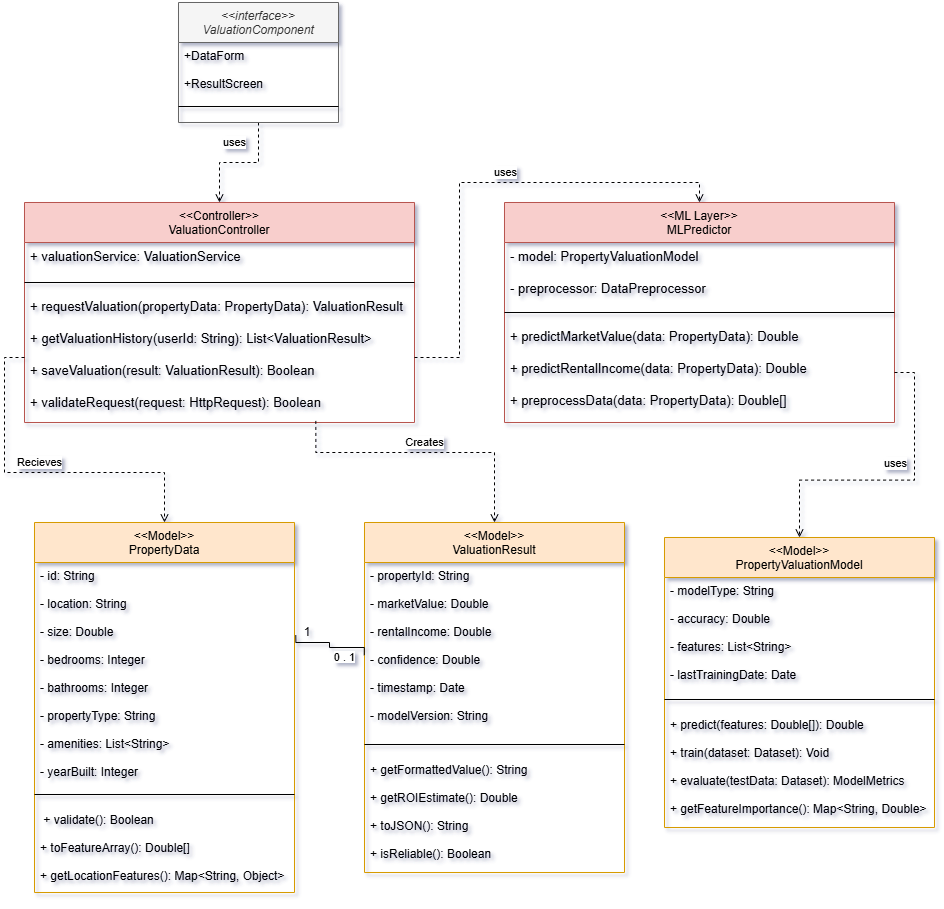 <<interface>>
ValuationComponent
+DataForm
+ResultScreen
uses
uses
<<Controller>>
ValuationController
+ valuationService: ValuationService
+ requestValuation(propertyData: PropertyData): ValuationResult
+ getValuationHistory(userId: String): List<ValuationResult>
+ saveValuation(result: ValuationResult): Boolean
+ validateRequest(request: HttpRequest): Boolean
<<ML Layer>>
MLPredictor
- model: PropertyValuationModel
- preprocessor: DataPreprocessor
+ predictMarketValue(data: PropertyData): Double
+ predictRentalIncome(data: PropertyData): Double
+ preprocessData(data: PropertyData): Double[]
Recieves
Creates
uses
<<Model>>
PropertyData
- id: String
- location: String
- size: Double
- bedrooms: Integer
- bathrooms: Integer
- propertyType: String
- amenities: List<String>
- yearBuilt: Integer
+ validate(): Boolean
+ toFeatureArray(): Double[]
+ getLocationFeatures(): Map<String, Object>
1
0 . 1
<<Model>>
ValuationResult
- propertyId: String
- marketValue: Double
- rentalIncome: Double
- confidence: Double
- timestamp: Date
- modelVersion: String
+ getFormattedValue(): String
+ getROIEstimate(): Double
+ toJSON(): String
+ isReliable(): Boolean
<<Model>>
PropertyValuationModel
- modelType: String
- accuracy: Double
- features: List<String>
- lastTrainingDate: Date
+ predict(features: Double[]): Double
+ train(dataset: Dataset): Void
+ evaluate(testData: Dataset): ModelMetrics
+ getFeatureImportance(): Map<String, Double>